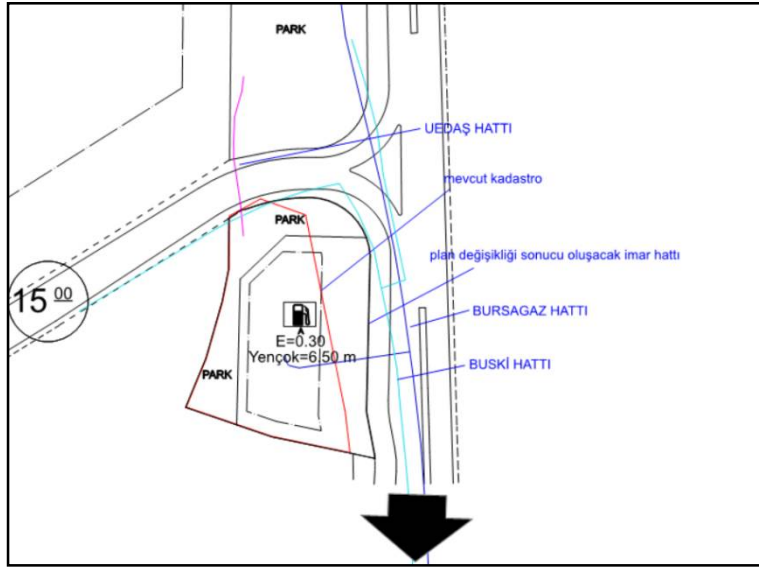 PARK
UEDAŞ HATTI
mevcut kadastro
PARK
plan değişikliği sonucu oluşacak imar hattı
15 00
BURSAGAZ HATTI
E=0.30
Yençok=6.50 m
BUSKİ HATTI
PARK